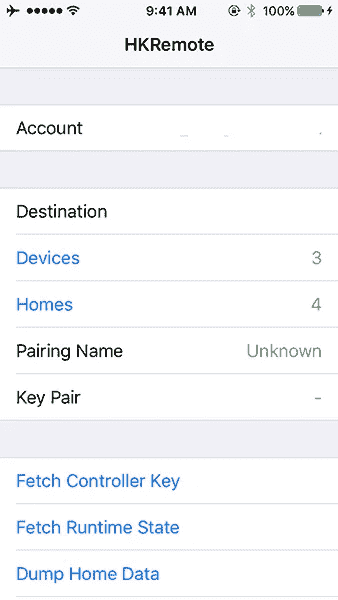 9:41 AM 100%
HKRemote
Account
Destination
Devices 3
Homes 4
Pairing Name Unknown
Key Pair -
Fetch Controller Key
Fetch Runtime State
Dump Home Data